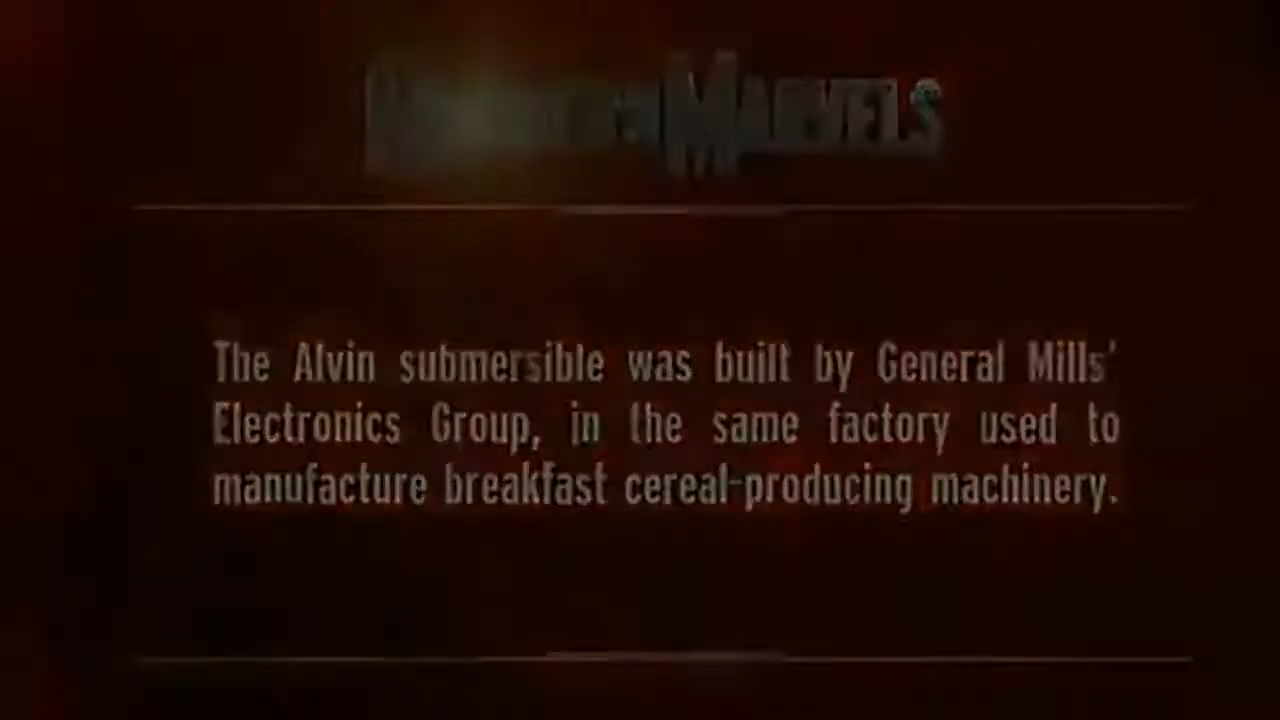 MARVELS
The Alvin submersible was built by General Mills'
Electronics Group, in the same factory used to
manufacture breakfast cereal-producing machinery.